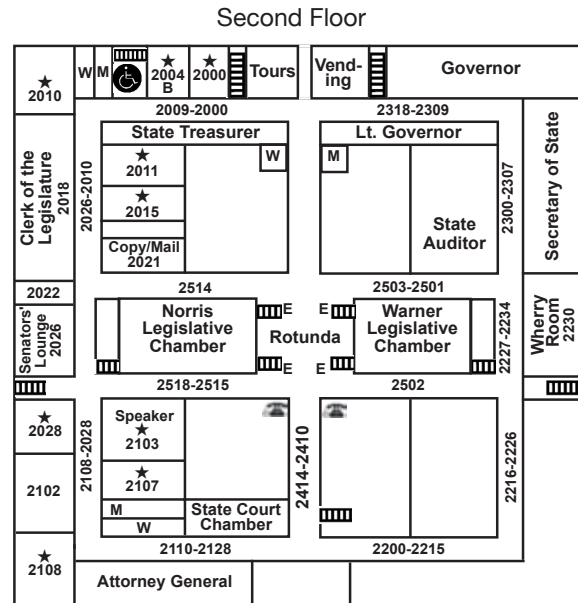 Second Floor
★
2010
W
M
★
2004
B
★
2000
Tours
Vend-
ing
Governor
2009-2000
2318-2309
State Treasurer
Lt. Governor
★
2011
W
M
★
2015
Copy/Mail
2021
State
Auditor
Clerk of the
Legislature
2018
2026-2010
2300-2307
Secretary of State
2022
2514
2503-2501
Senators'
Lounge
2026
Norris
Legislative
Chamber
E
E
Rotunda
E
E
Warner
Legislative
Chamber
2227-2234
Wherry
Room
2230
2518-2515
2502
★
2028
2102
★
2108
2108-2028
Speaker
★
2103
★
2107
M
W
State Court
Chamber
2414-2410
2216-2226
2110-2128
2200-2215
Attorney General